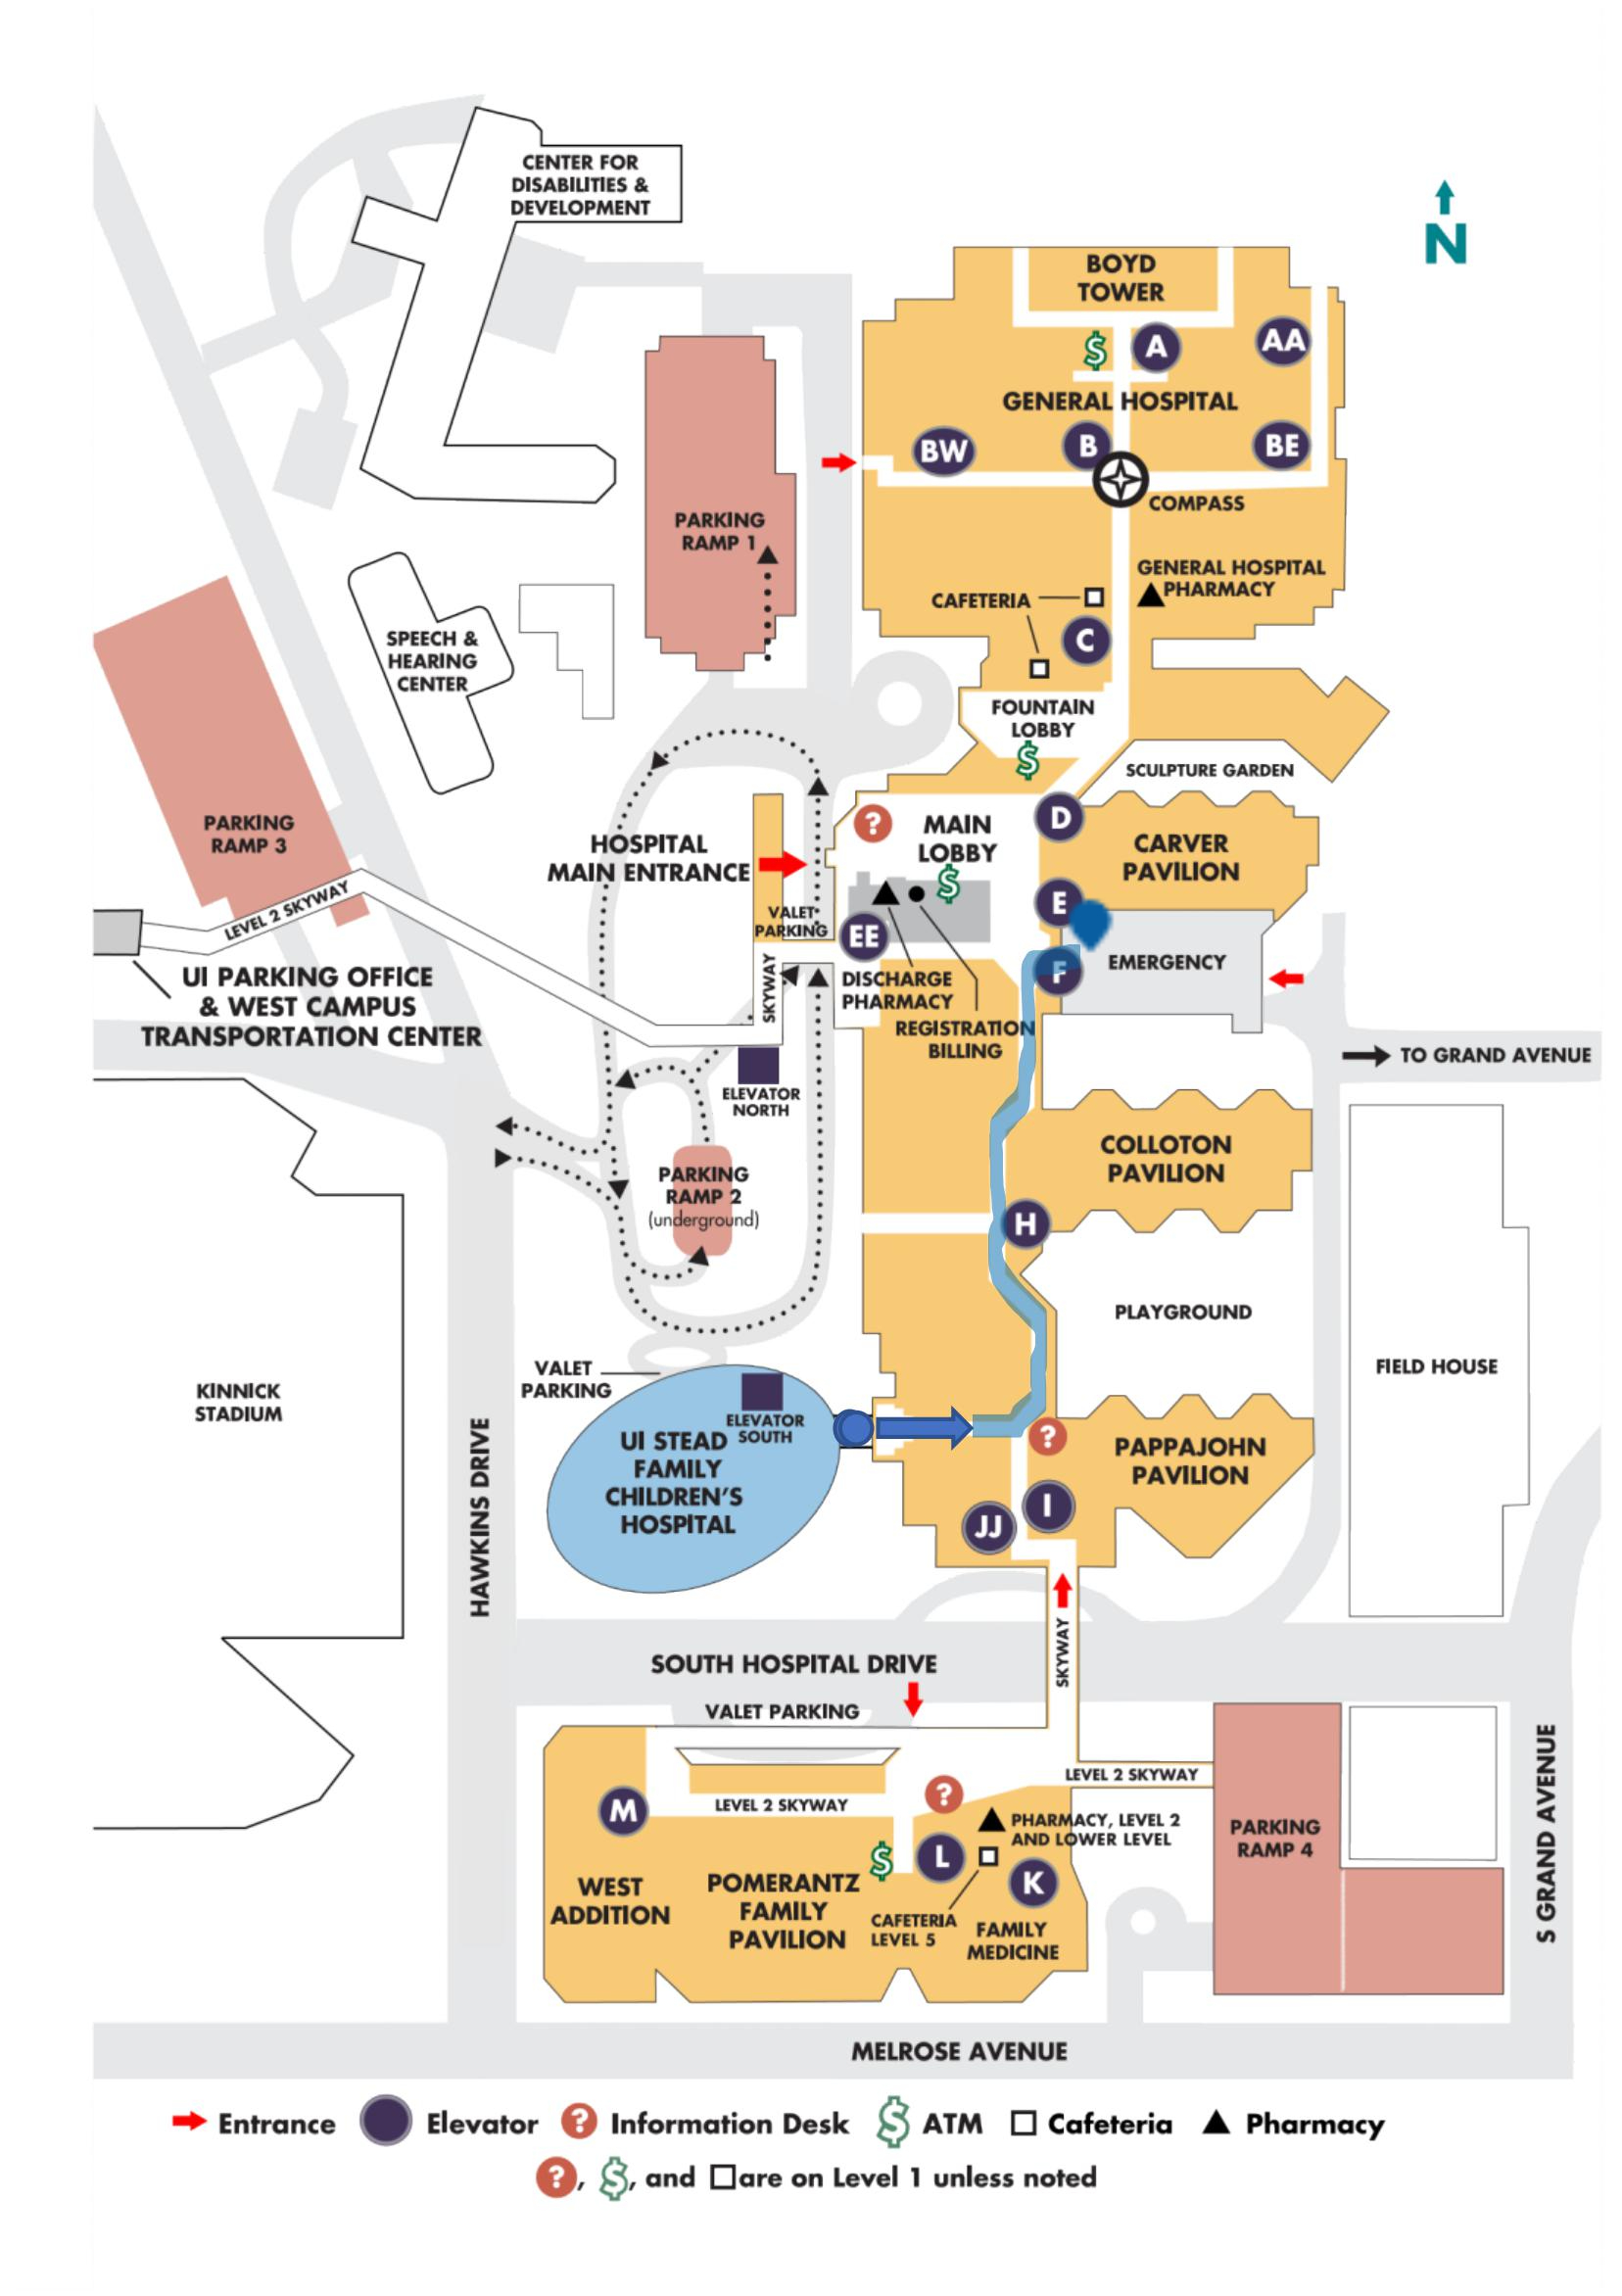 CENTER FOR
DISABILITIES &
DEVELOPMENT
N
BOYD
TOWER
$
A
AA
GENERAL HOSPITAL
BW
B
BE
COMPASS
PARKING
RAMP 1
GENERAL HOSPITAL
PHARMACY
CAFETERIA
C
SPEECH &
HEARING
CENTER
FOUNTAIN
LOBBY
$
SCULPTURE GARDEN
PARKING
RAMP 3
HOSPITAL
MAIN ENTRANCE
?
MAIN
LOBBY
$
D
CARVER
PAVILION
E
LEVEL 2 SKYWAY
VALET
PARKING
EE
F
EMERGENCY
UI PARKING OFFICE
& WEST CAMPUS
TRANSPORTATION CENTER
SKYWAY
DISCHARGE
PHARMACY
REGISTRATION
BILLING
TO GRAND AVENUE
ELEVATOR
NORTH
PARKING
RAMP 2
(underground)
COLLOTON
PAVILION
H
PLAYGROUND
FIELD HOUSE
KINNICK
STADIUM
VALET
PARKING
ELEVATOR
SOUTH
UI STEAD
FAMILY
CHILDREN'S
HOSPITAL
?
PAPPAJOHN
PAVILION
I
JJ
HAWKINS DRIVE
SKYWAY
SOUTH HOSPITAL DRIVE
VALET PARKING
LEVEL 2 SKYWAY
M
LEVEL 2 SKYWAY
?
PHARMACY, LEVEL 2
AND LOWER LEVEL
PARKING
RAMP 4
S GRAND AVENUE
$
L
K
WEST
ADDITION
POMERANTZ
FAMILY
PAVILION
CAFETERIA
LEVEL 5
FAMILY
MEDICINE
MELROSE AVENUE
Entrance Elevator ? Information Desk $ ATM Cafeteria Pharmacy
?, $, and are on Level 1 unless noted